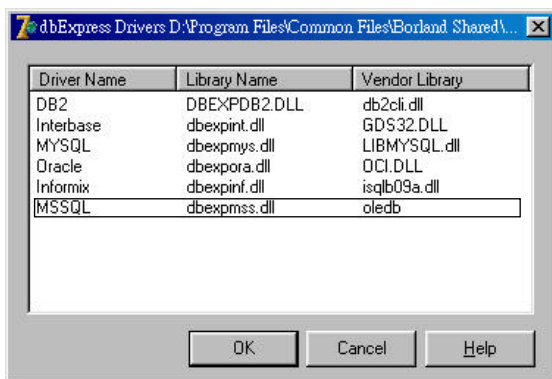 dbExpress Drivers D:\Program Files\Common Files\Borland Shared\...
Driver Name Library Name Vendor Library
DB2 DBEXPDB2.DLL db2cli.dll
Interbase dbexpint.dll GDS32.DLL
MYSQL dbexpmys.dll LIBMYSQL.dll
Oracle dbexpora.dll OCI.DLL
Informix dbexpinf.dll isqlb09a.dll
MSSQL dbexpmss.dll oledb
OK Cancel Help